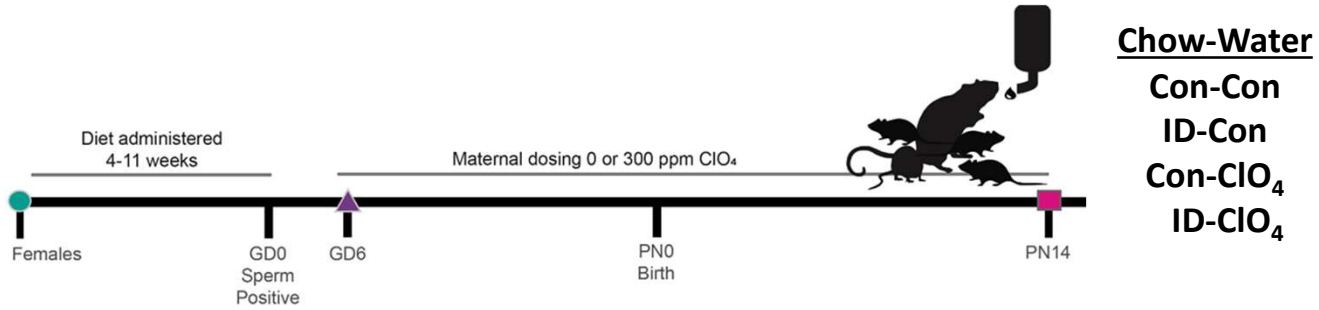 Chow-Water
Con-Con
ID-Con
Con-ClO₄
ID-ClO₄
Diet administered
4-11 weeks
Maternal dosing 0 or 300 ppm ClO₄
Females
GD0
Sperm
Positive
GD6
PN0
Birth
PN14